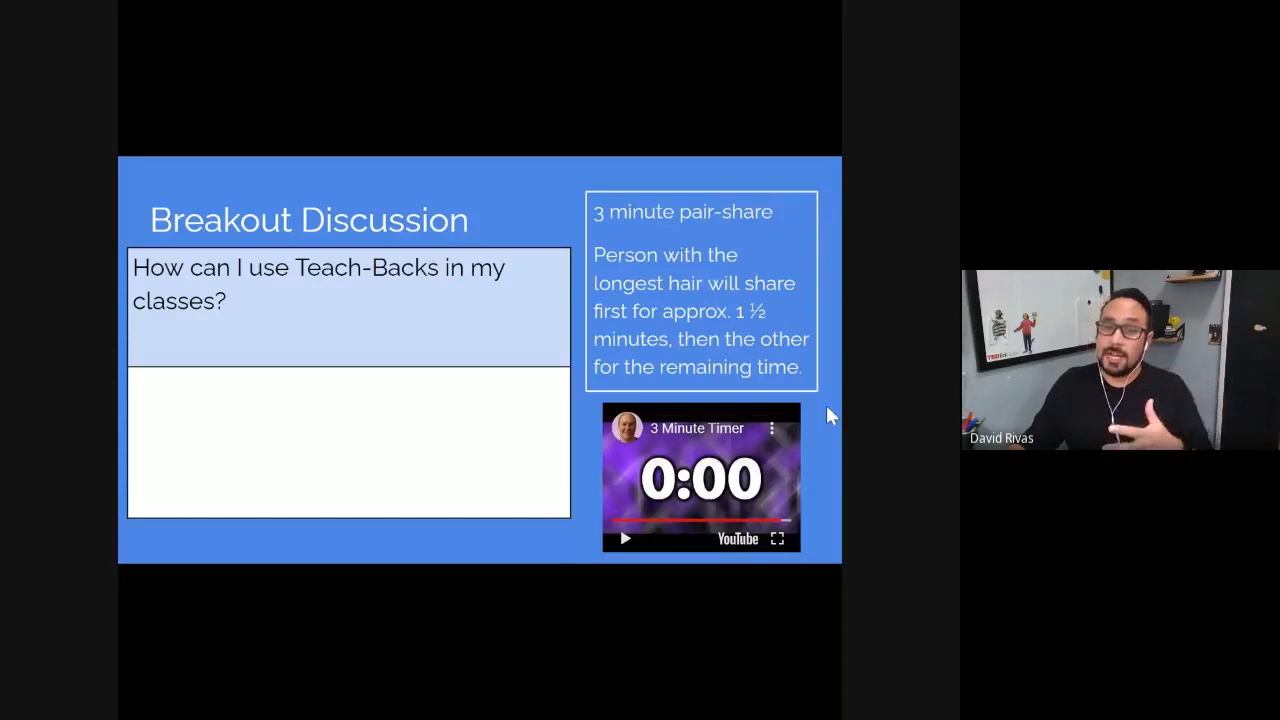 Breakout Discussion
How can I use Teach-Backs in my
classes?
3 minute pair-share
Person with the
longest hair will share
first for approx. 1 ½
minutes, then the other
for the remaining time.
3 Minute Timer
0:00
YouTube
David Rivas